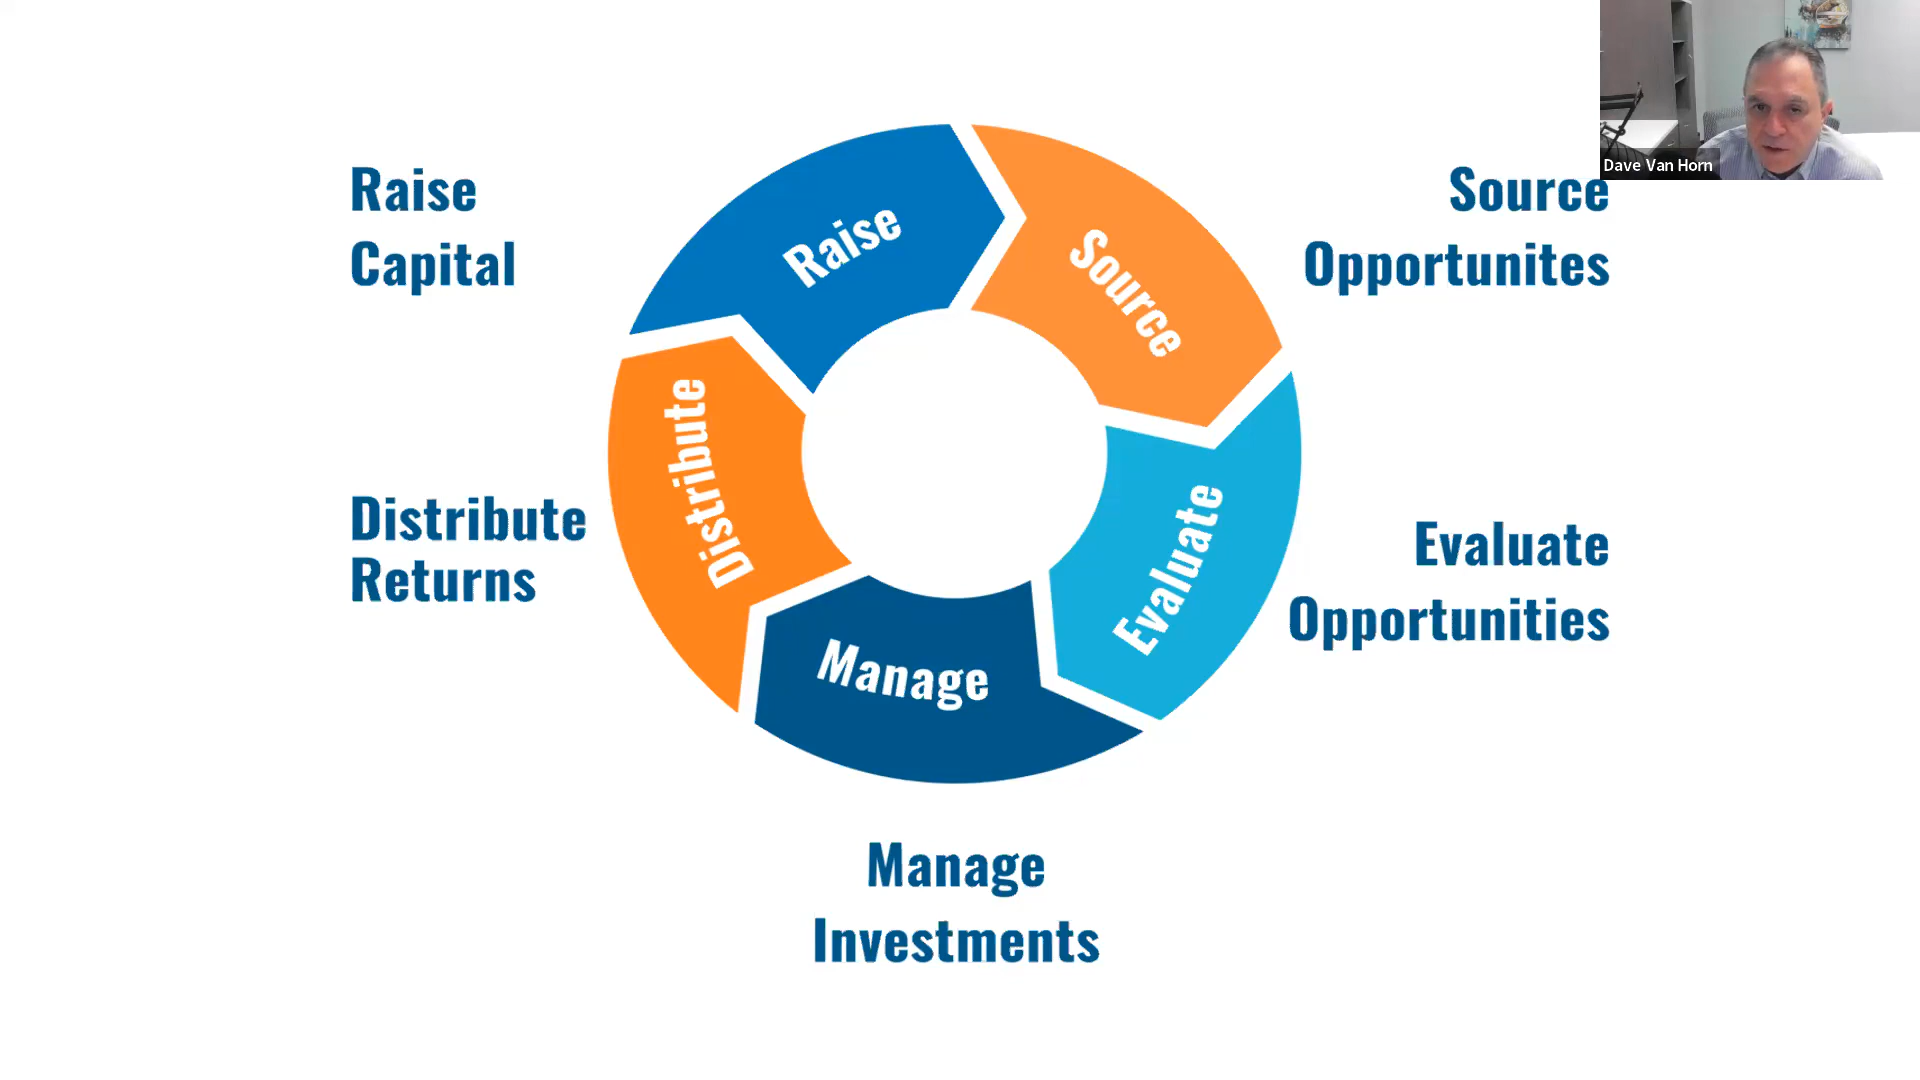 Dave Van Horn
Raise
Capital
Source
Opportunites
Raise
Source
Distribute
Evaluate
Manage
Distribute
Returns
Evaluate
Opportunities
Manage
Investments